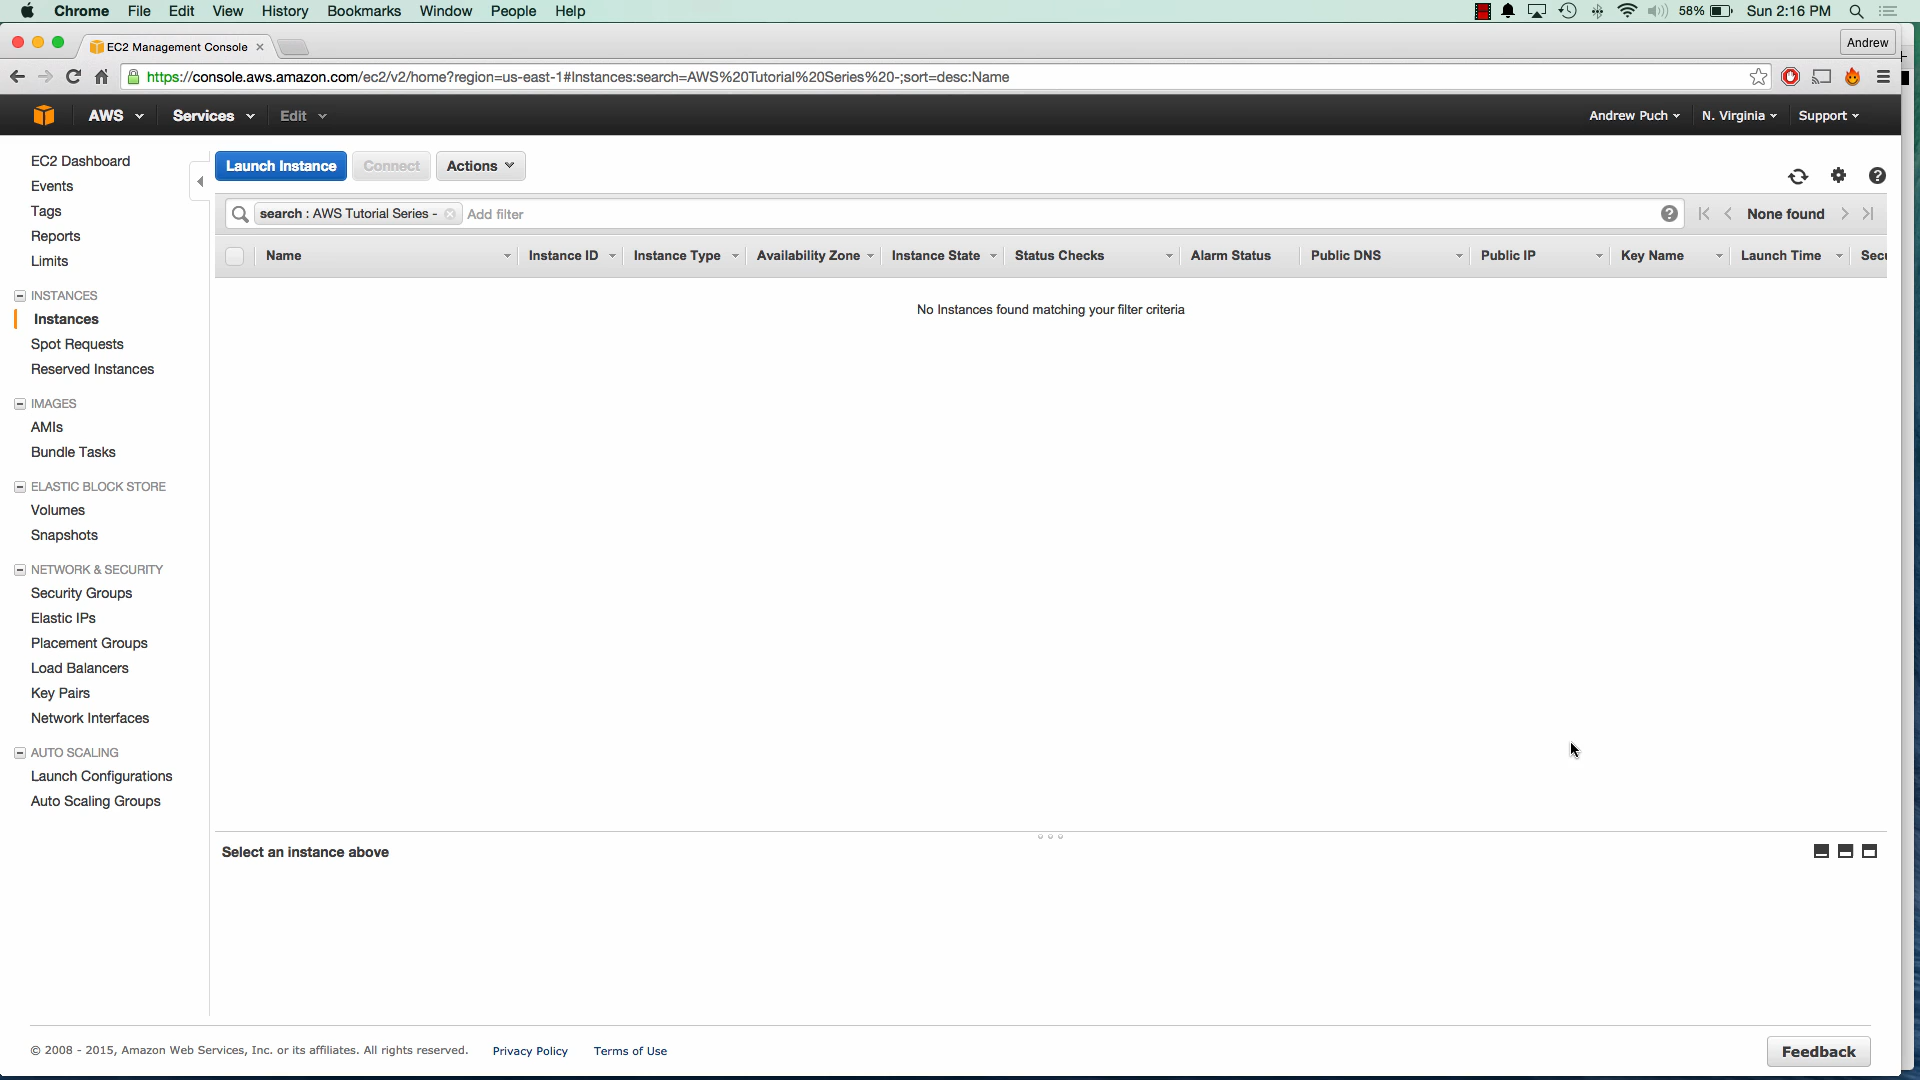 Chrome File Edit View History Bookmarks Window People Help 58% Sun 2:16 PM
EC2 Management Console Andrew
https://console.aws.amazon.com/ec2/v2/home?region=us-east-1#Instances:search=AWS%20Tutorial%20Series%20-;sort=desc:Name
AWS Services Edit Andrew Puch N. Virginia Support
EC2 Dashboard
Events
Tags
Reports
Limits
INSTANCES
Instances
Spot Requests
Reserved Instances
IMAGES
AMIs
Bundle Tasks
ELASTIC BLOCK STORE
Volumes
Snapshots
NETWORK & SECURITY
Security Groups
Elastic IPs
Placement Groups
Load Balancers
Key Pairs
Network Interfaces
AUTO SCALING
Launch Configurations
Auto Scaling Groups
Launch Instance Connect Actions
search : AWS Tutorial Series - Add filter None found
Name Instance ID Instance Type Availability Zone Instance State Status Checks Alarm Status Public DNS Public IP Key Name Launch Time Secu
No Instances found matching your filter criteria
Select an instance above
© 2008 - 2015, Amazon Web Services, Inc. or its affiliates. All rights reserved. Privacy Policy Terms of Use Feedback